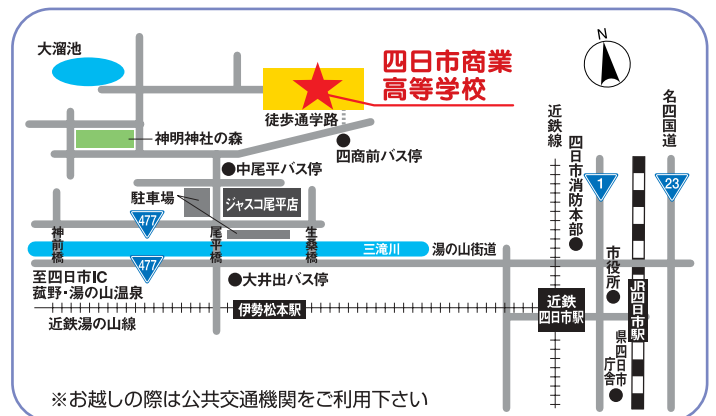 大溜池
四日市商業
高等学校
N
徒歩通学路
神明神社の森
四商前バス停
中尾平バス停
駐車場
ジャスコ尾平店
近鉄線
四日市消防本部
名四国道
1
23
477
神前橋
尾平橋
生桑橋
三滝川
湯の山街道
477
至四日市IC
菰野・湯の山温泉
大井出バス停
市役所
JR四日市駅
近鉄
四日市駅
伊勢松本駅
近鉄湯の山線
県四日市
庁舎
※お越しの際は公共交通機関をご利用下さい